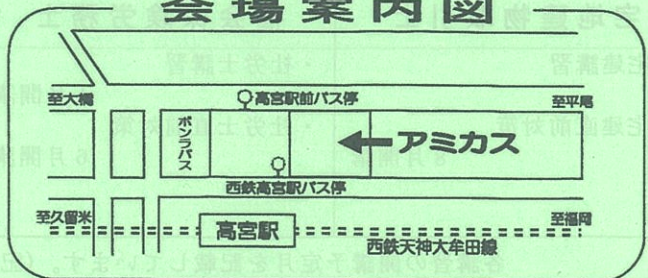 会場案内図
至大橋
高宮駅前バス停
至平尾
ボンラパス
アミカス
西鉄高宮駅バス停
至久留米
高宮駅
至福岡
西鉄天神大牟田線